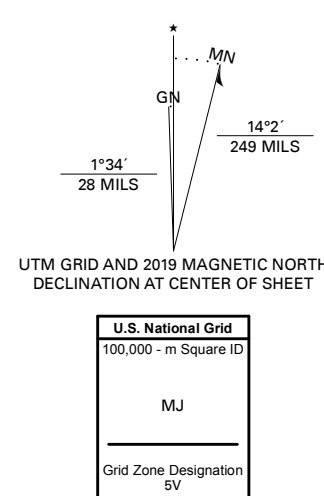 ★
MN
GN
14°2´
249 MILS
1°34´
28 MILS
UTM GRID AND 2019 MAGNETIC NORTH
DECLINATION AT CENTER OF SHEET
U.S. National Grid
100,000 - m Square ID
MJ
Grid Zone Designation
5V